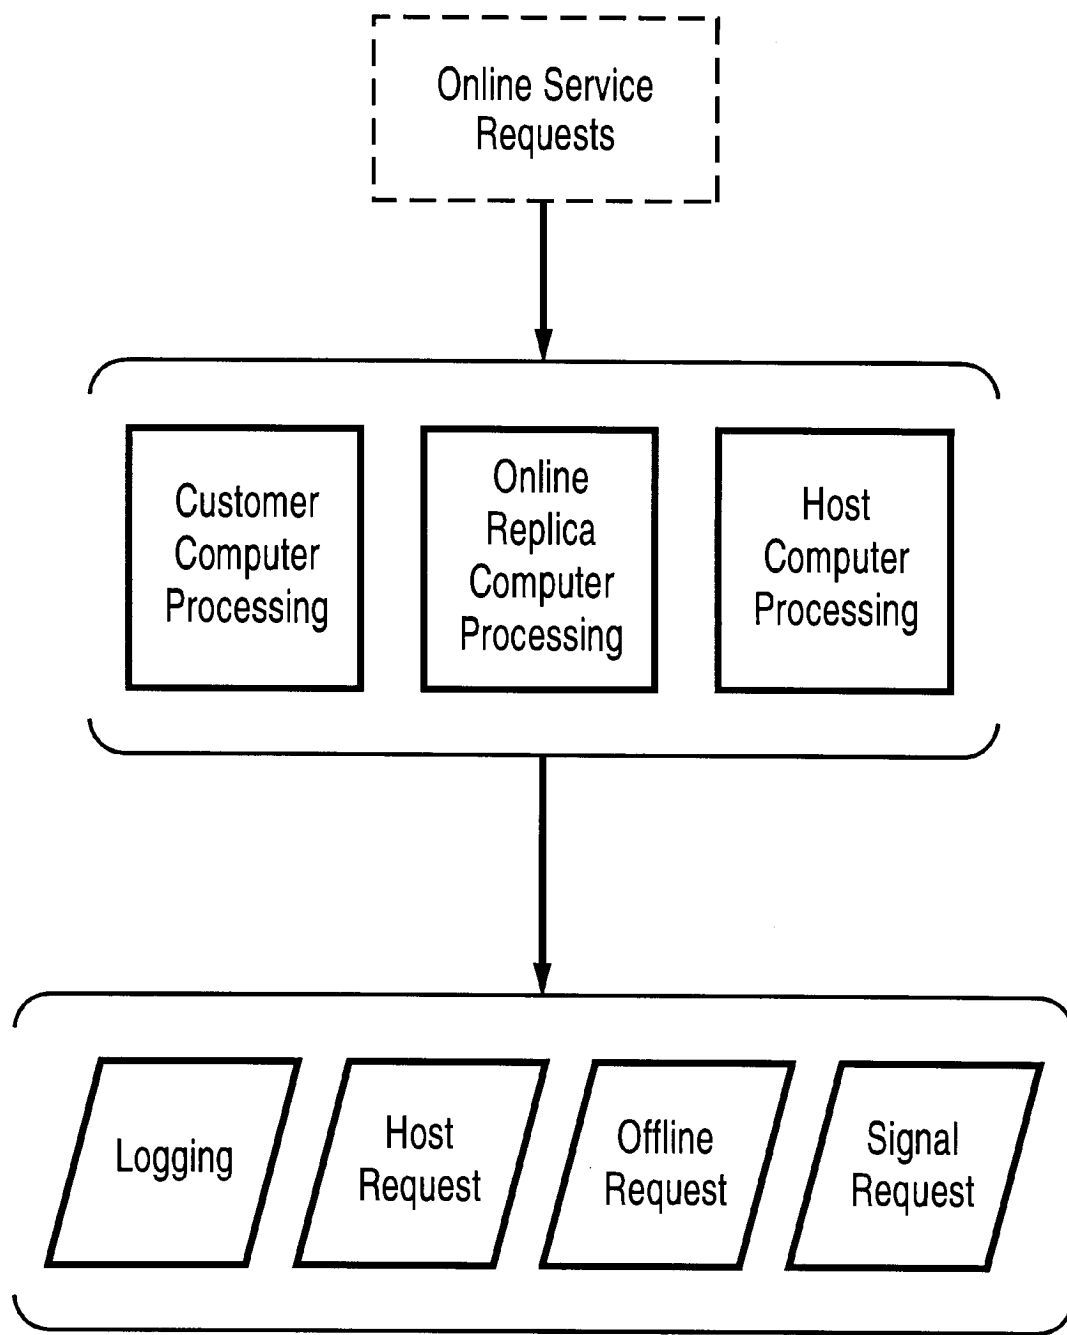 Online Service
Requests
Customer
Computer
Processing
Online
Replica
Computer
Processing
Host
Computer
Processing
Logging
Host
Request
Offline
Request
Signal
Request